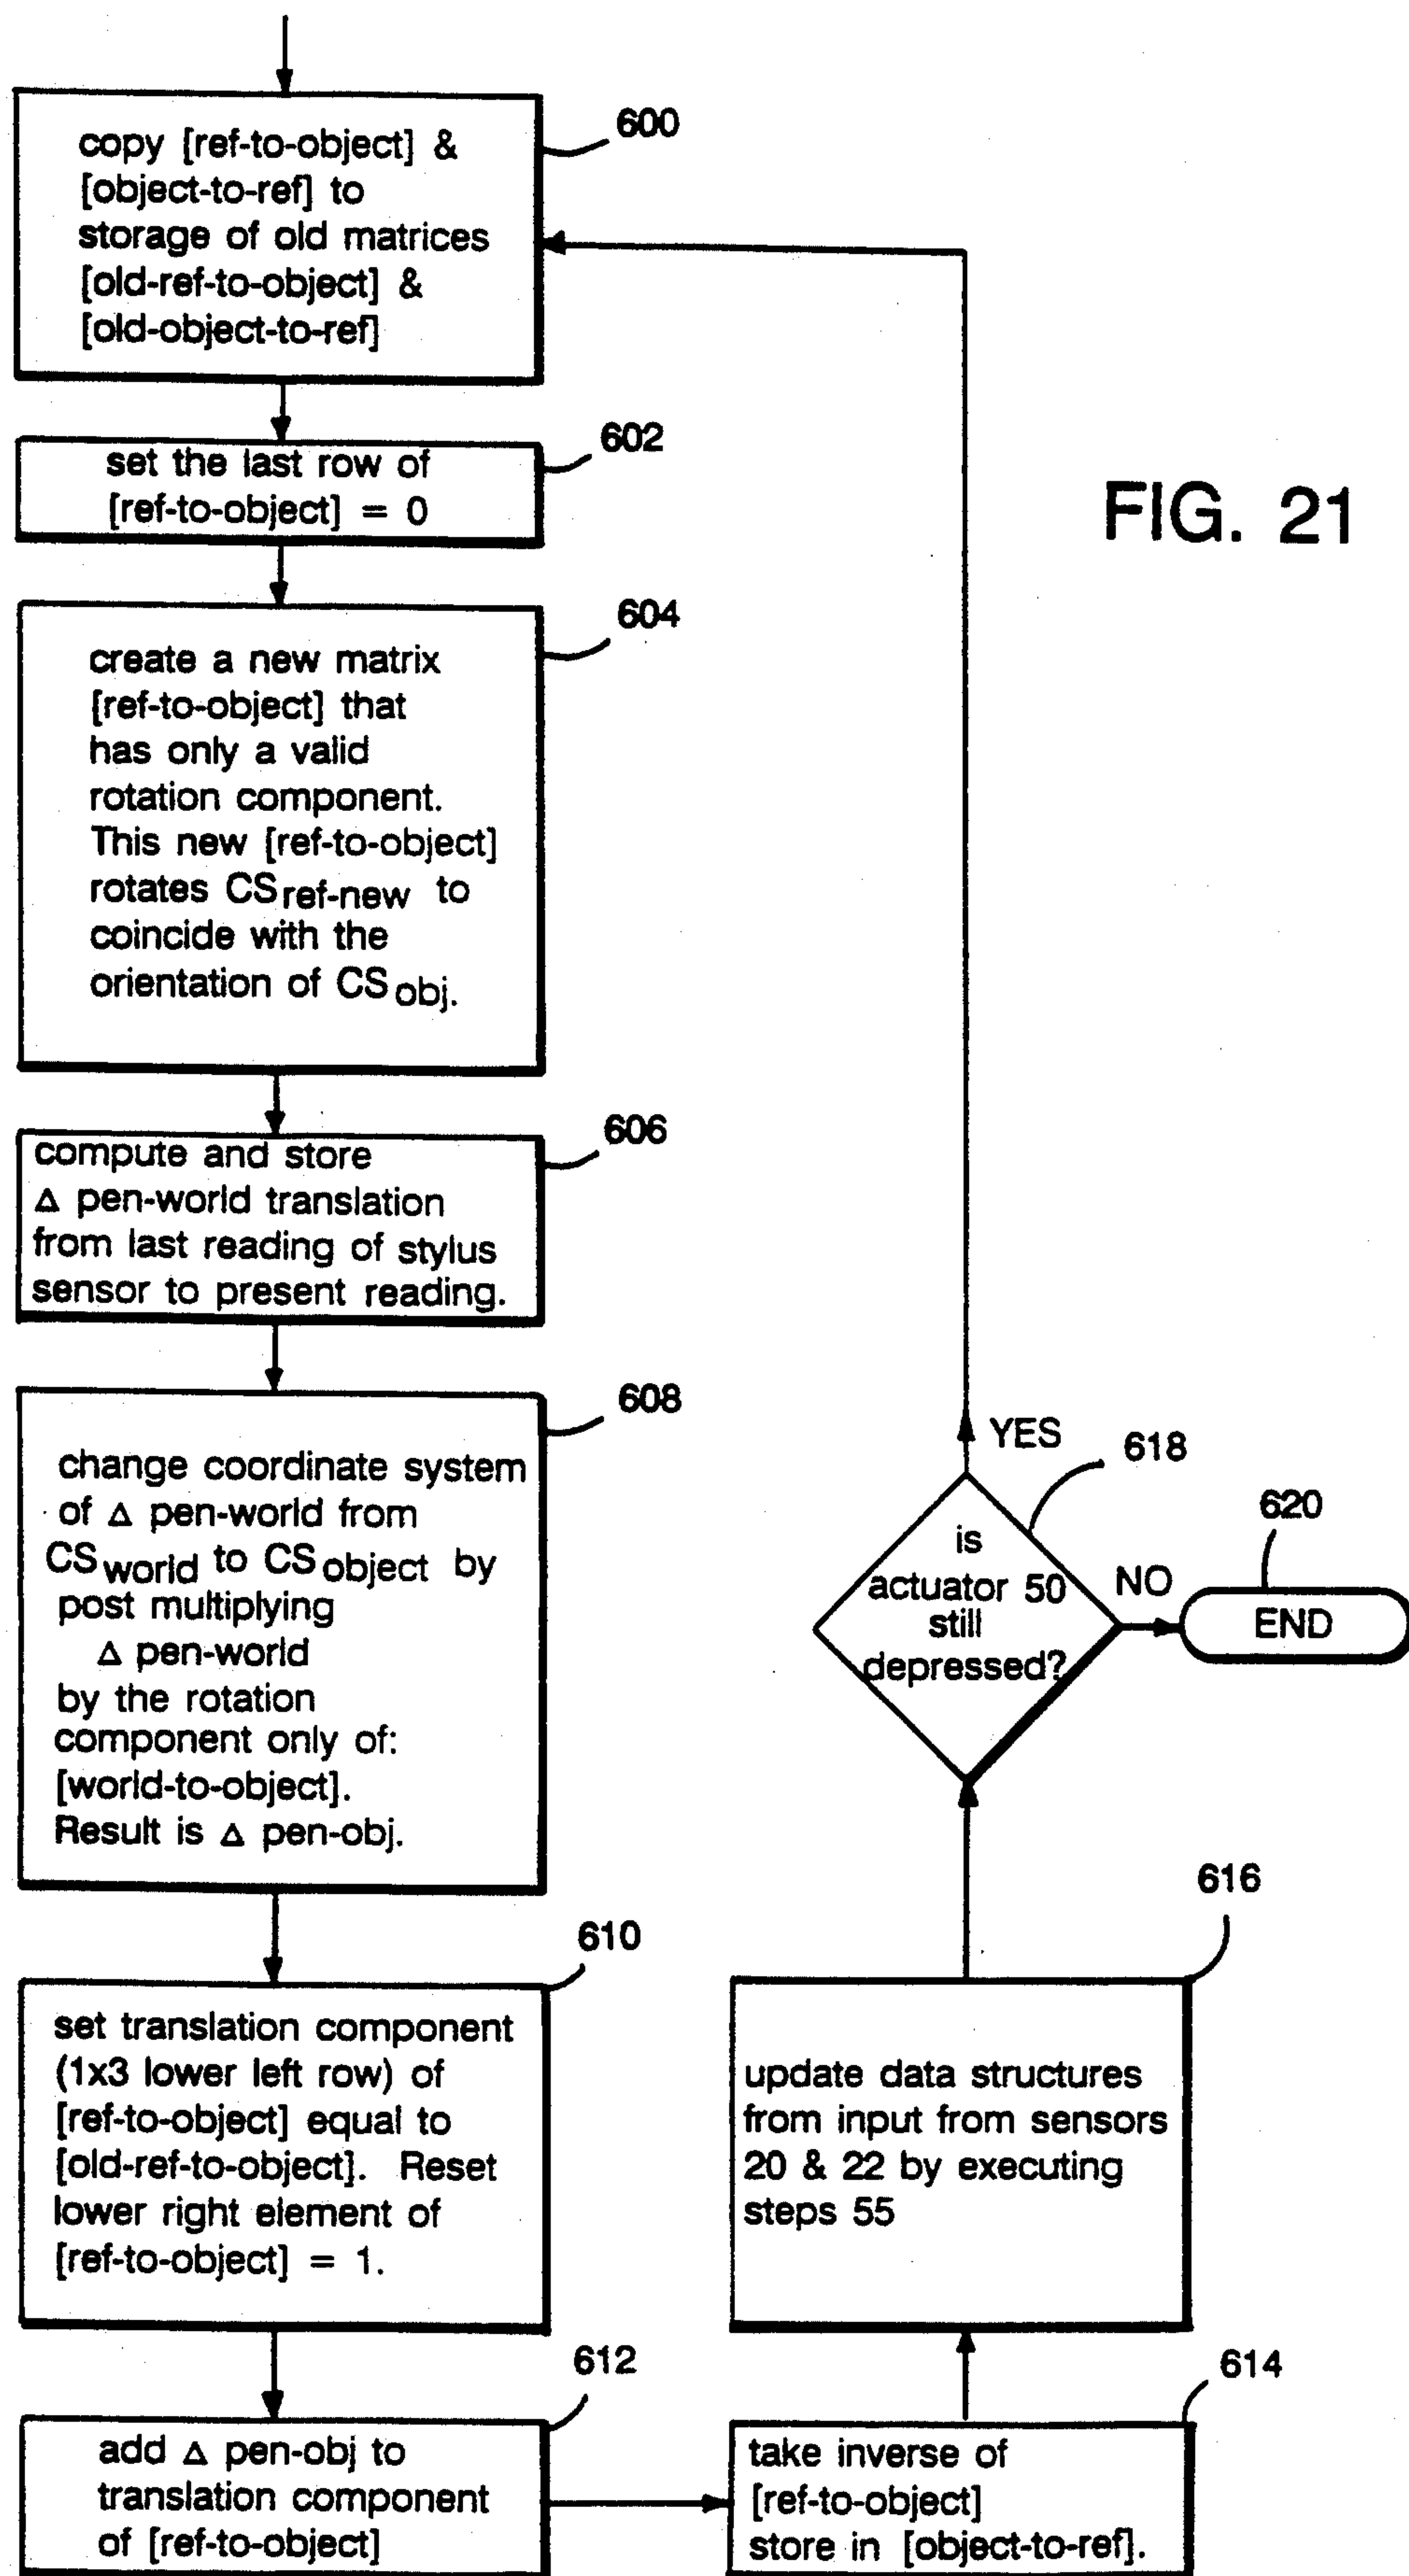 copy [ref-to-object] &
[object-to-ref] to
storage of old matrices
[old-ref-to-object] &
[old-object-to-ref]
600
set the last row of
[ref-to-object] = 0
602
FIG. 21
create a new matrix
[ref-to-object] that
has only a valid
rotation component.
This new [ref-to-object]
rotates CS ref-new to
coincide with the
orientation of CS obj.
604
compute and store
Δ pen-world translation
from last reading of stylus
sensor to present reading.
606
change coordinate system
of Δ pen-world from
CS world to CS object by
post multiplying
Δ pen-world
by the rotation
component only of:
[world-to-object].
Result is Δ pen-obj.
608
set translation component
(1x3 lower left row) of
[ref-to-object] equal to
[old-ref-to-object]. Reset
lower right element of
[ref-to-object] = 1.
610
add Δ pen-obj to
translation component
of [ref-to-object]
612
take inverse of
[ref-to-object]
store in [object-to-ref].
614
update data structures
from input from sensors
20 & 22 by executing
steps 55
616
is
actuator 50
still
depressed?
618
YES
NO
END
620